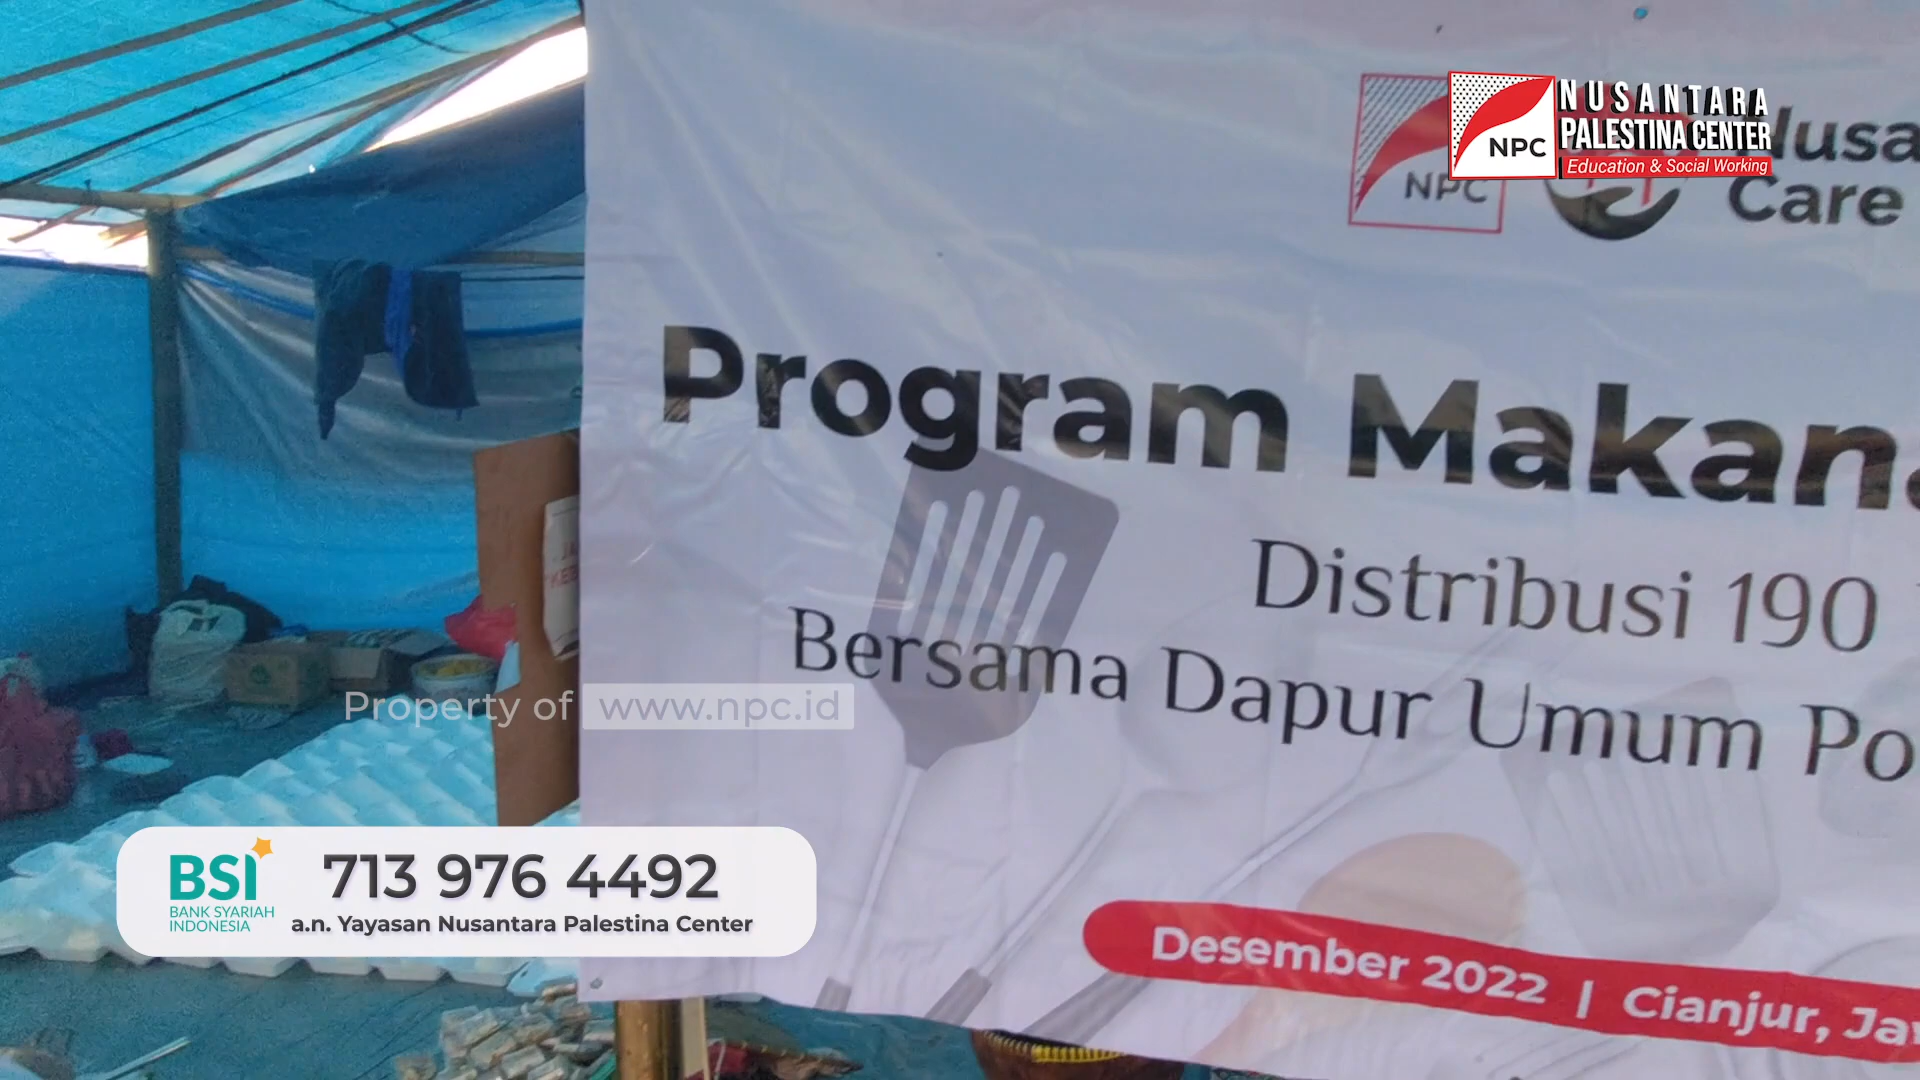 NUSANTARA
PALESTINA CENTER
NPC
Education & Social Working
NPC
Care
Program
Distribusi 190
Bersama Dapur Umum
Property of www.npc.id
BSI
BANK SYARIAH
INDONESIA
713 976 4492
a.n. Yayasan Nusantara Palestina Center
Desember 2022 | Cianjur,